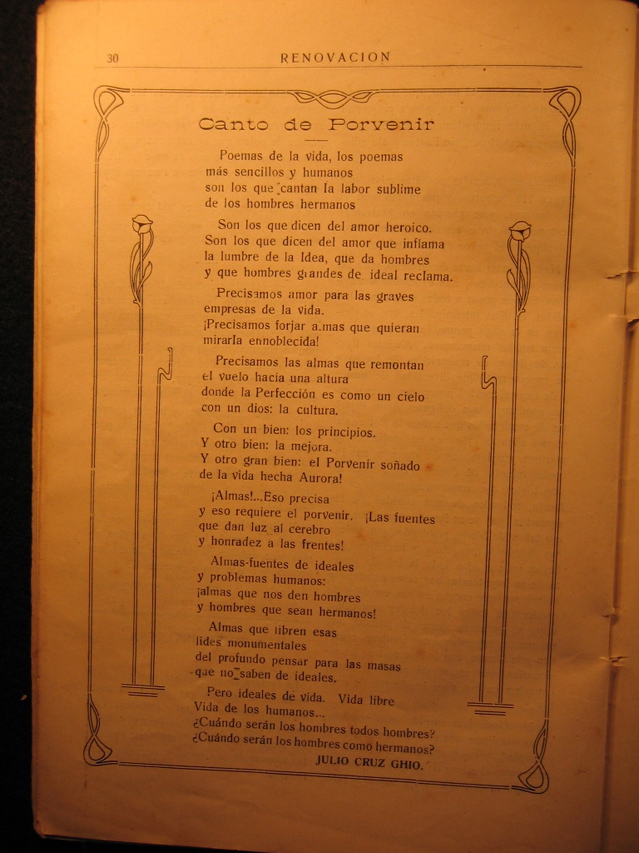 30
RENOVACION
Canto de Porvenir
Poemas de la vida, los poemas
más sencillos y humanos
son los que cantan la labor sublime
de los hombres hermanos
Son los que dicen del amor heroico.
Son los que dicen del amor que inflama
la lumbre de la Idea, que da hombres
y que hombres grandes de ideal reclama.
Precisamos amor para las graves
empresas de la vida.
¡Precisamos forjar almas que quieran
mirarla ennoblecida!
Precisamos las almas que remontan
el vuelo hacia una altura
donde la Perfección es como un cielo
con un dios: la cultura.
Con un bien: los principios.
Y otro bien: la mejora.
Y otro gran bien: el Porvenir soñado
de la vida hecha Aurora!
¡Almas!...Eso precisa
y eso requiere el porvenir. ¡Las fuentes
que dan luz al cerebro
y honradez a las frentes!
Almas-fuentes de ideales
y problemas humanos:
¡almas que nos den hombres
y hombres que sean hermanos!
Almas que libren esas
lides monumentales
del profundo pensar para las masas
que no saben de ideales.
Pero ideales de vida. Vida libre
Vida de los humanos...
¿Cuándo serán los hombres todos hombres?
¿Cuándo serán los hombres como hermanos?
JULIO CRUZ GHIO.